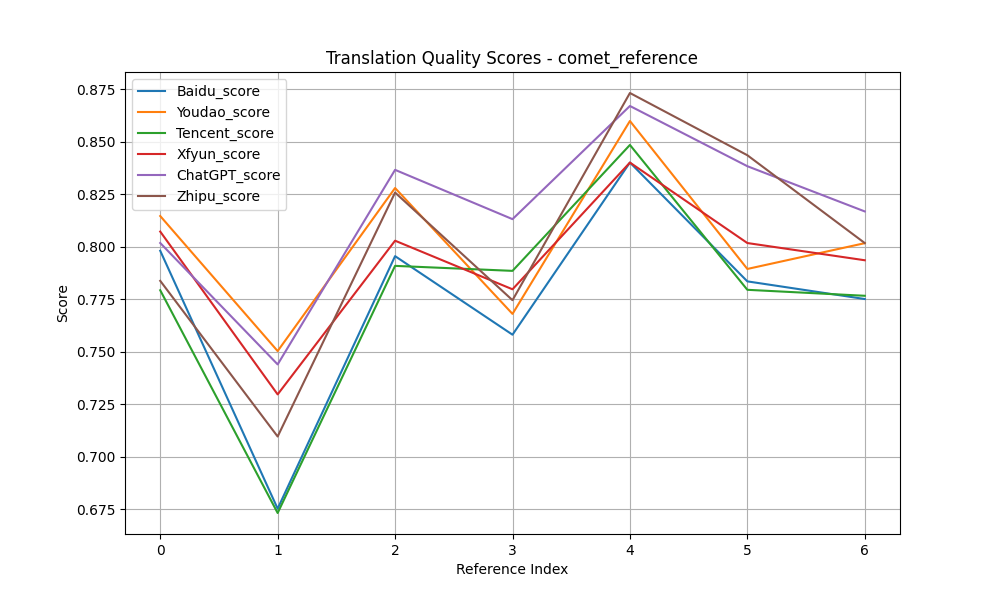 Translation Quality Scores - comet_reference
0.875
0.850
0.825
0.800
0.775
0.750
0.725
0.700
0.675
Score
Baidu_score
Youdao_score
Tencent_score
Xfyun_score
ChatGPT_score
Zhipu_score
0 1 2 3 4 5 6
Reference Index